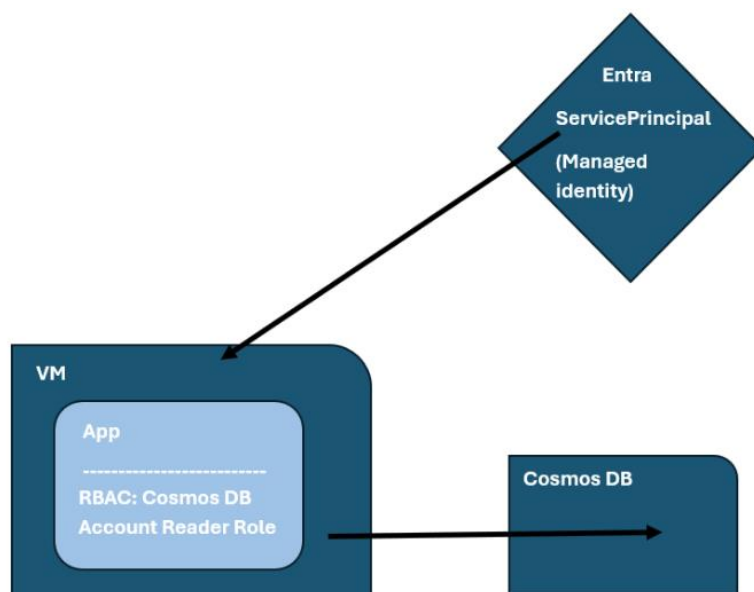 Entra
ServicePrincipal
(Managed
identity)
VM
App
--------------------------
RBAC: Cosmos DB
Account Reader Role
Cosmos DB